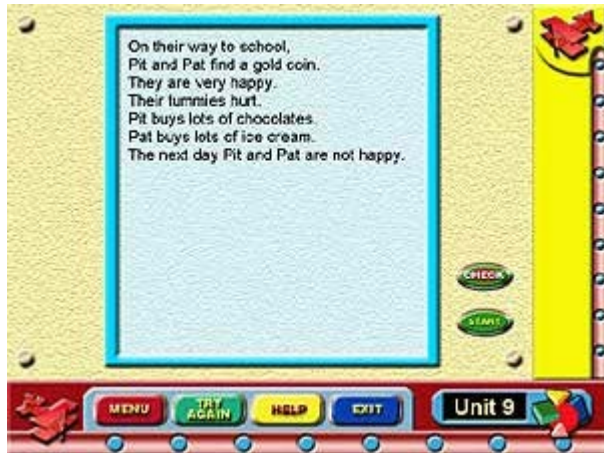 On their way to school,
Pit and Pat find a gold coin.
They are very happy.
Their tummies hurt.
Pit buys lots of chocolates.
Pat buys lots of ice cream.
The next day Pit and Pat are not happy.
CHECK
START
MENU
TRY
AGAIN
HELP
EXIT
Unit 9